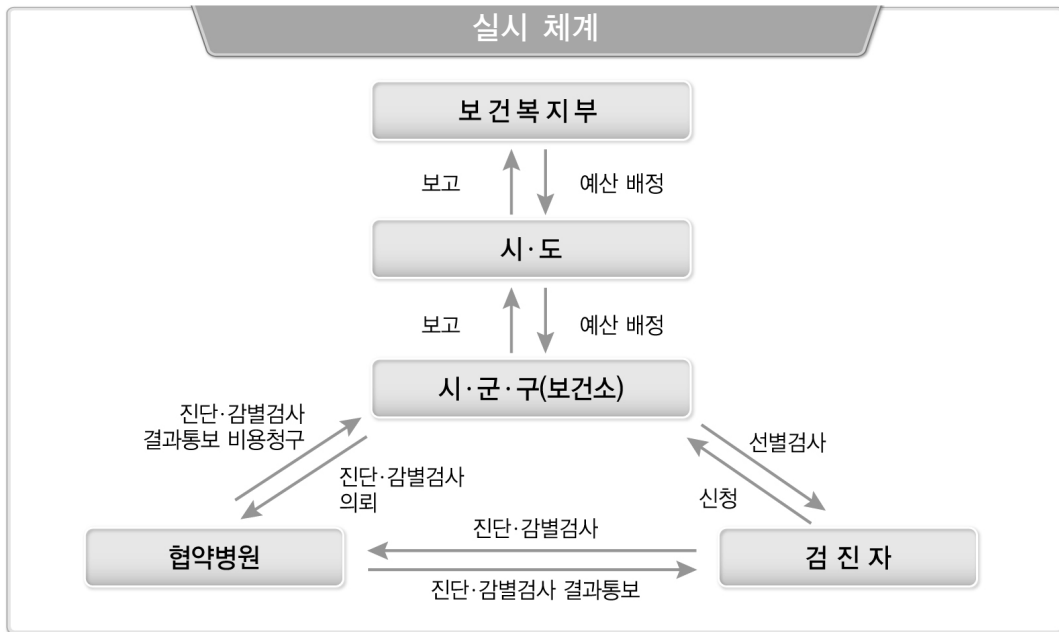 실시 체계
보건복지부
보고
예산 배정
시·도
보고
예산 배정
시·군·구(보건소)
진단·감별검사
결과통보 비용청구
진단·감별검사
의뢰
선별검사
신청
진단·감별검사
협약병원
검진자
진단·감별검사 결과통보